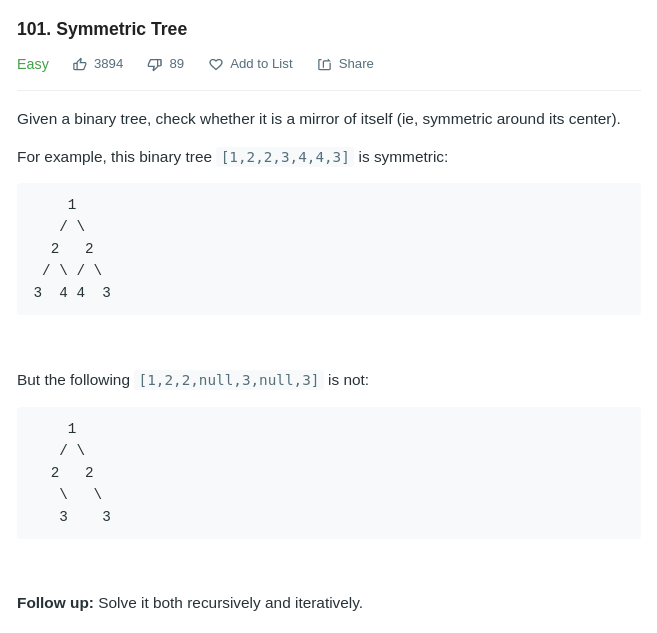 101. Symmetric Tree
Easy 3894 89 Add to List Share
Given a binary tree, check whether it is a mirror of itself (ie, symmetric around its center).
For example, this binary tree [1,2,2,3,4,4,3] is symmetric:
    1
   / \
  2   2
 / \ / \
3  4 4  3
But the following [1,2,2,null,3,null,3] is not:
    1
   / \
  2   2
   \   \
   3    3
Follow up: Solve it both recursively and iteratively.